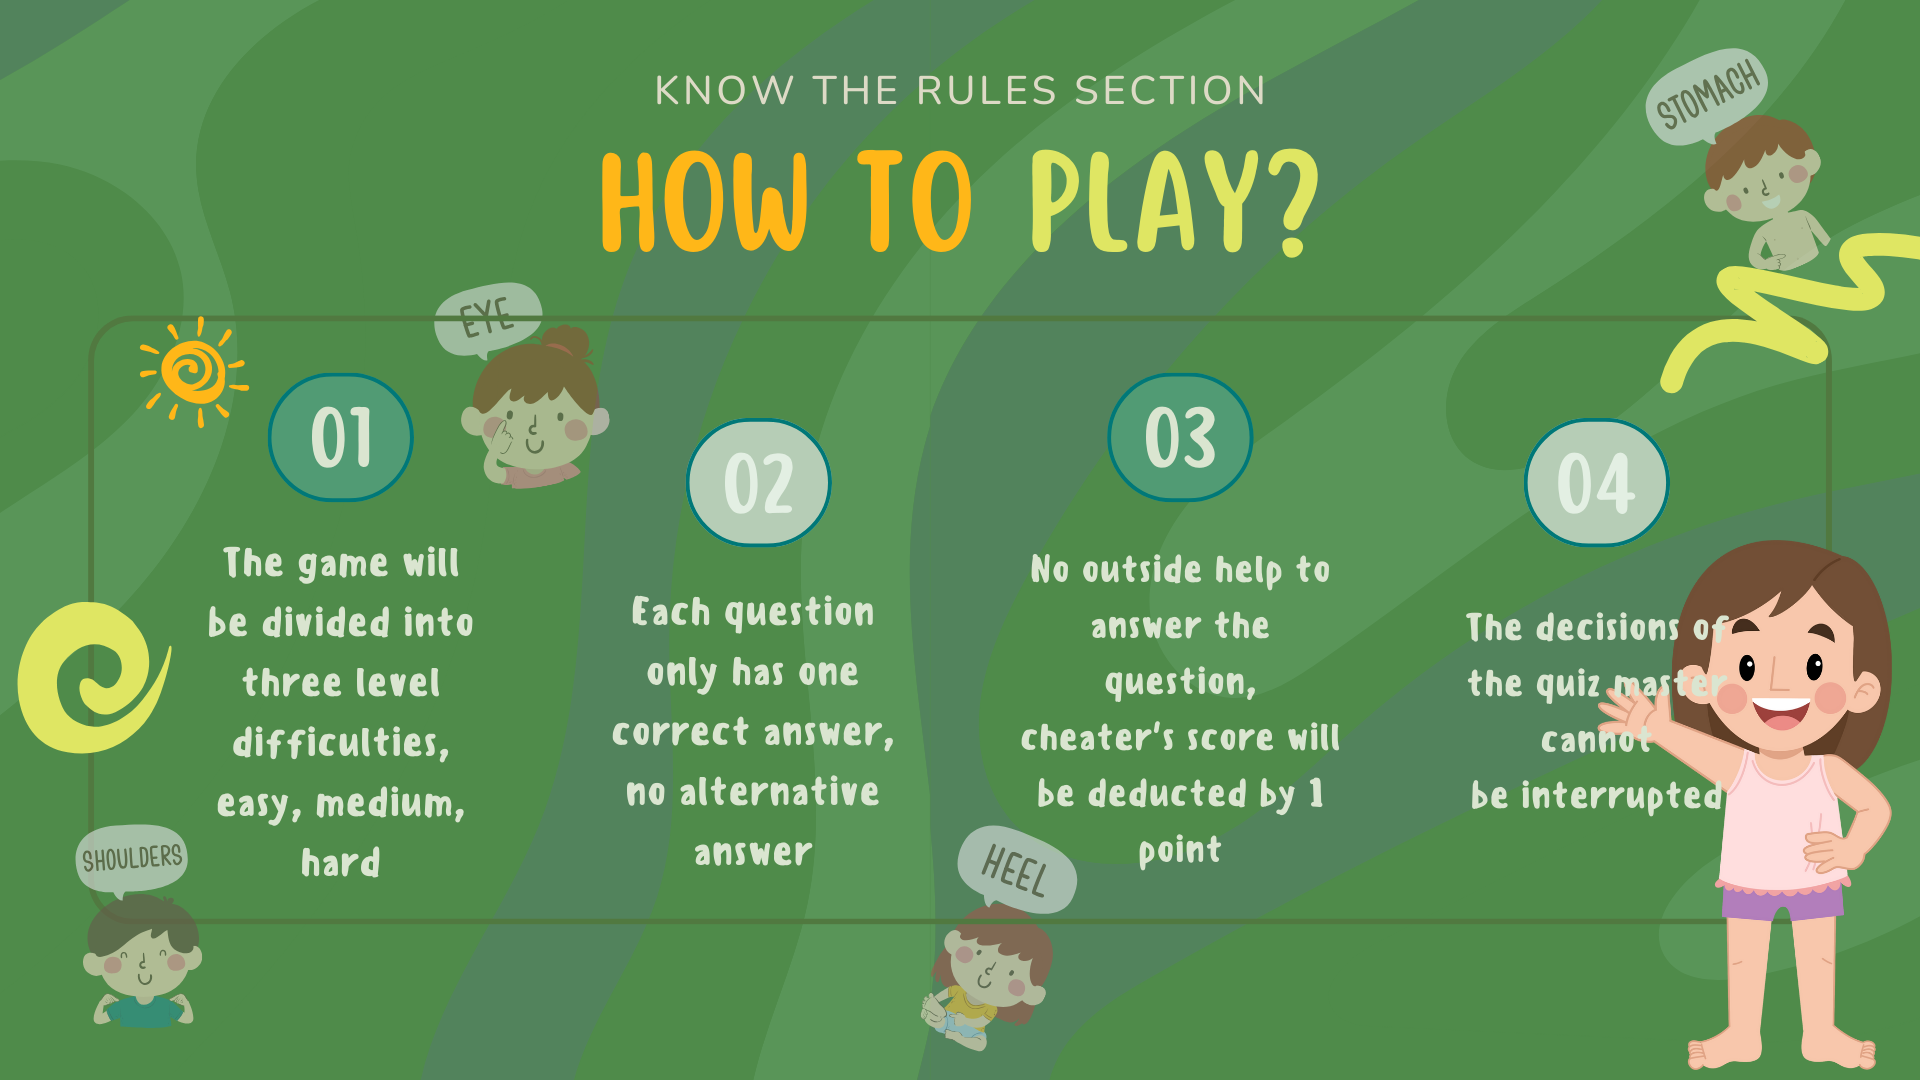 KNOW THE RULES SECTION
HOW TO PLAY?
STOMACH
EYE
01
The game will
be divided into
three level
difficulties,
easy, medium,
hard
02
Each question
only has one
correct answer,
no alternative
answer
03
No outside help to
answer the
question,
cheater's score will
be deducted by 1
point
04
The decisions of
the quiz master
cannot
be interrupted
SHOULDERS
HEEL